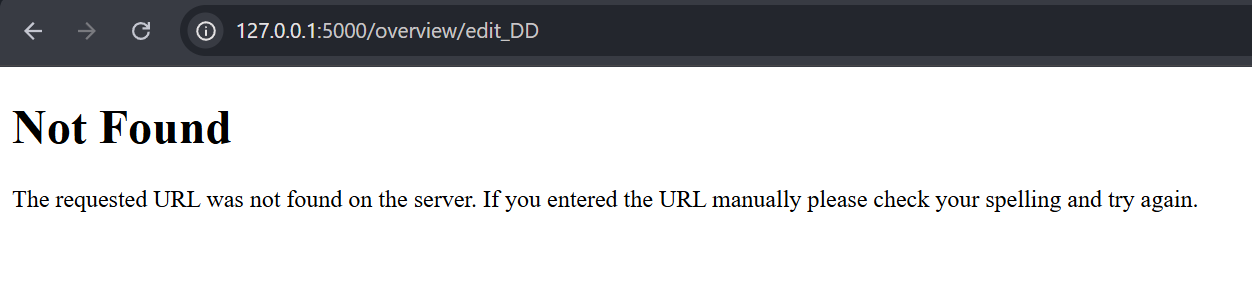 127.0.0.1:5000/overview/edit_DD
Not Found
The requested URL was not found on the server. If you entered the URL manually please check your spelling and try again.